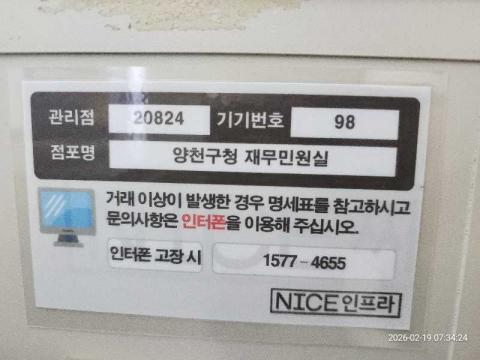 관리점 20824 기기번호 98
점포명 양천구청 재무민원실
거래 이상이 발생한 경우 명세표를 참고하시고
문의사항은 인터폰을 이용해 주십시오.
인터폰 고장 시 1577-4655
NICE인프라
2026-02-19 07:34:24